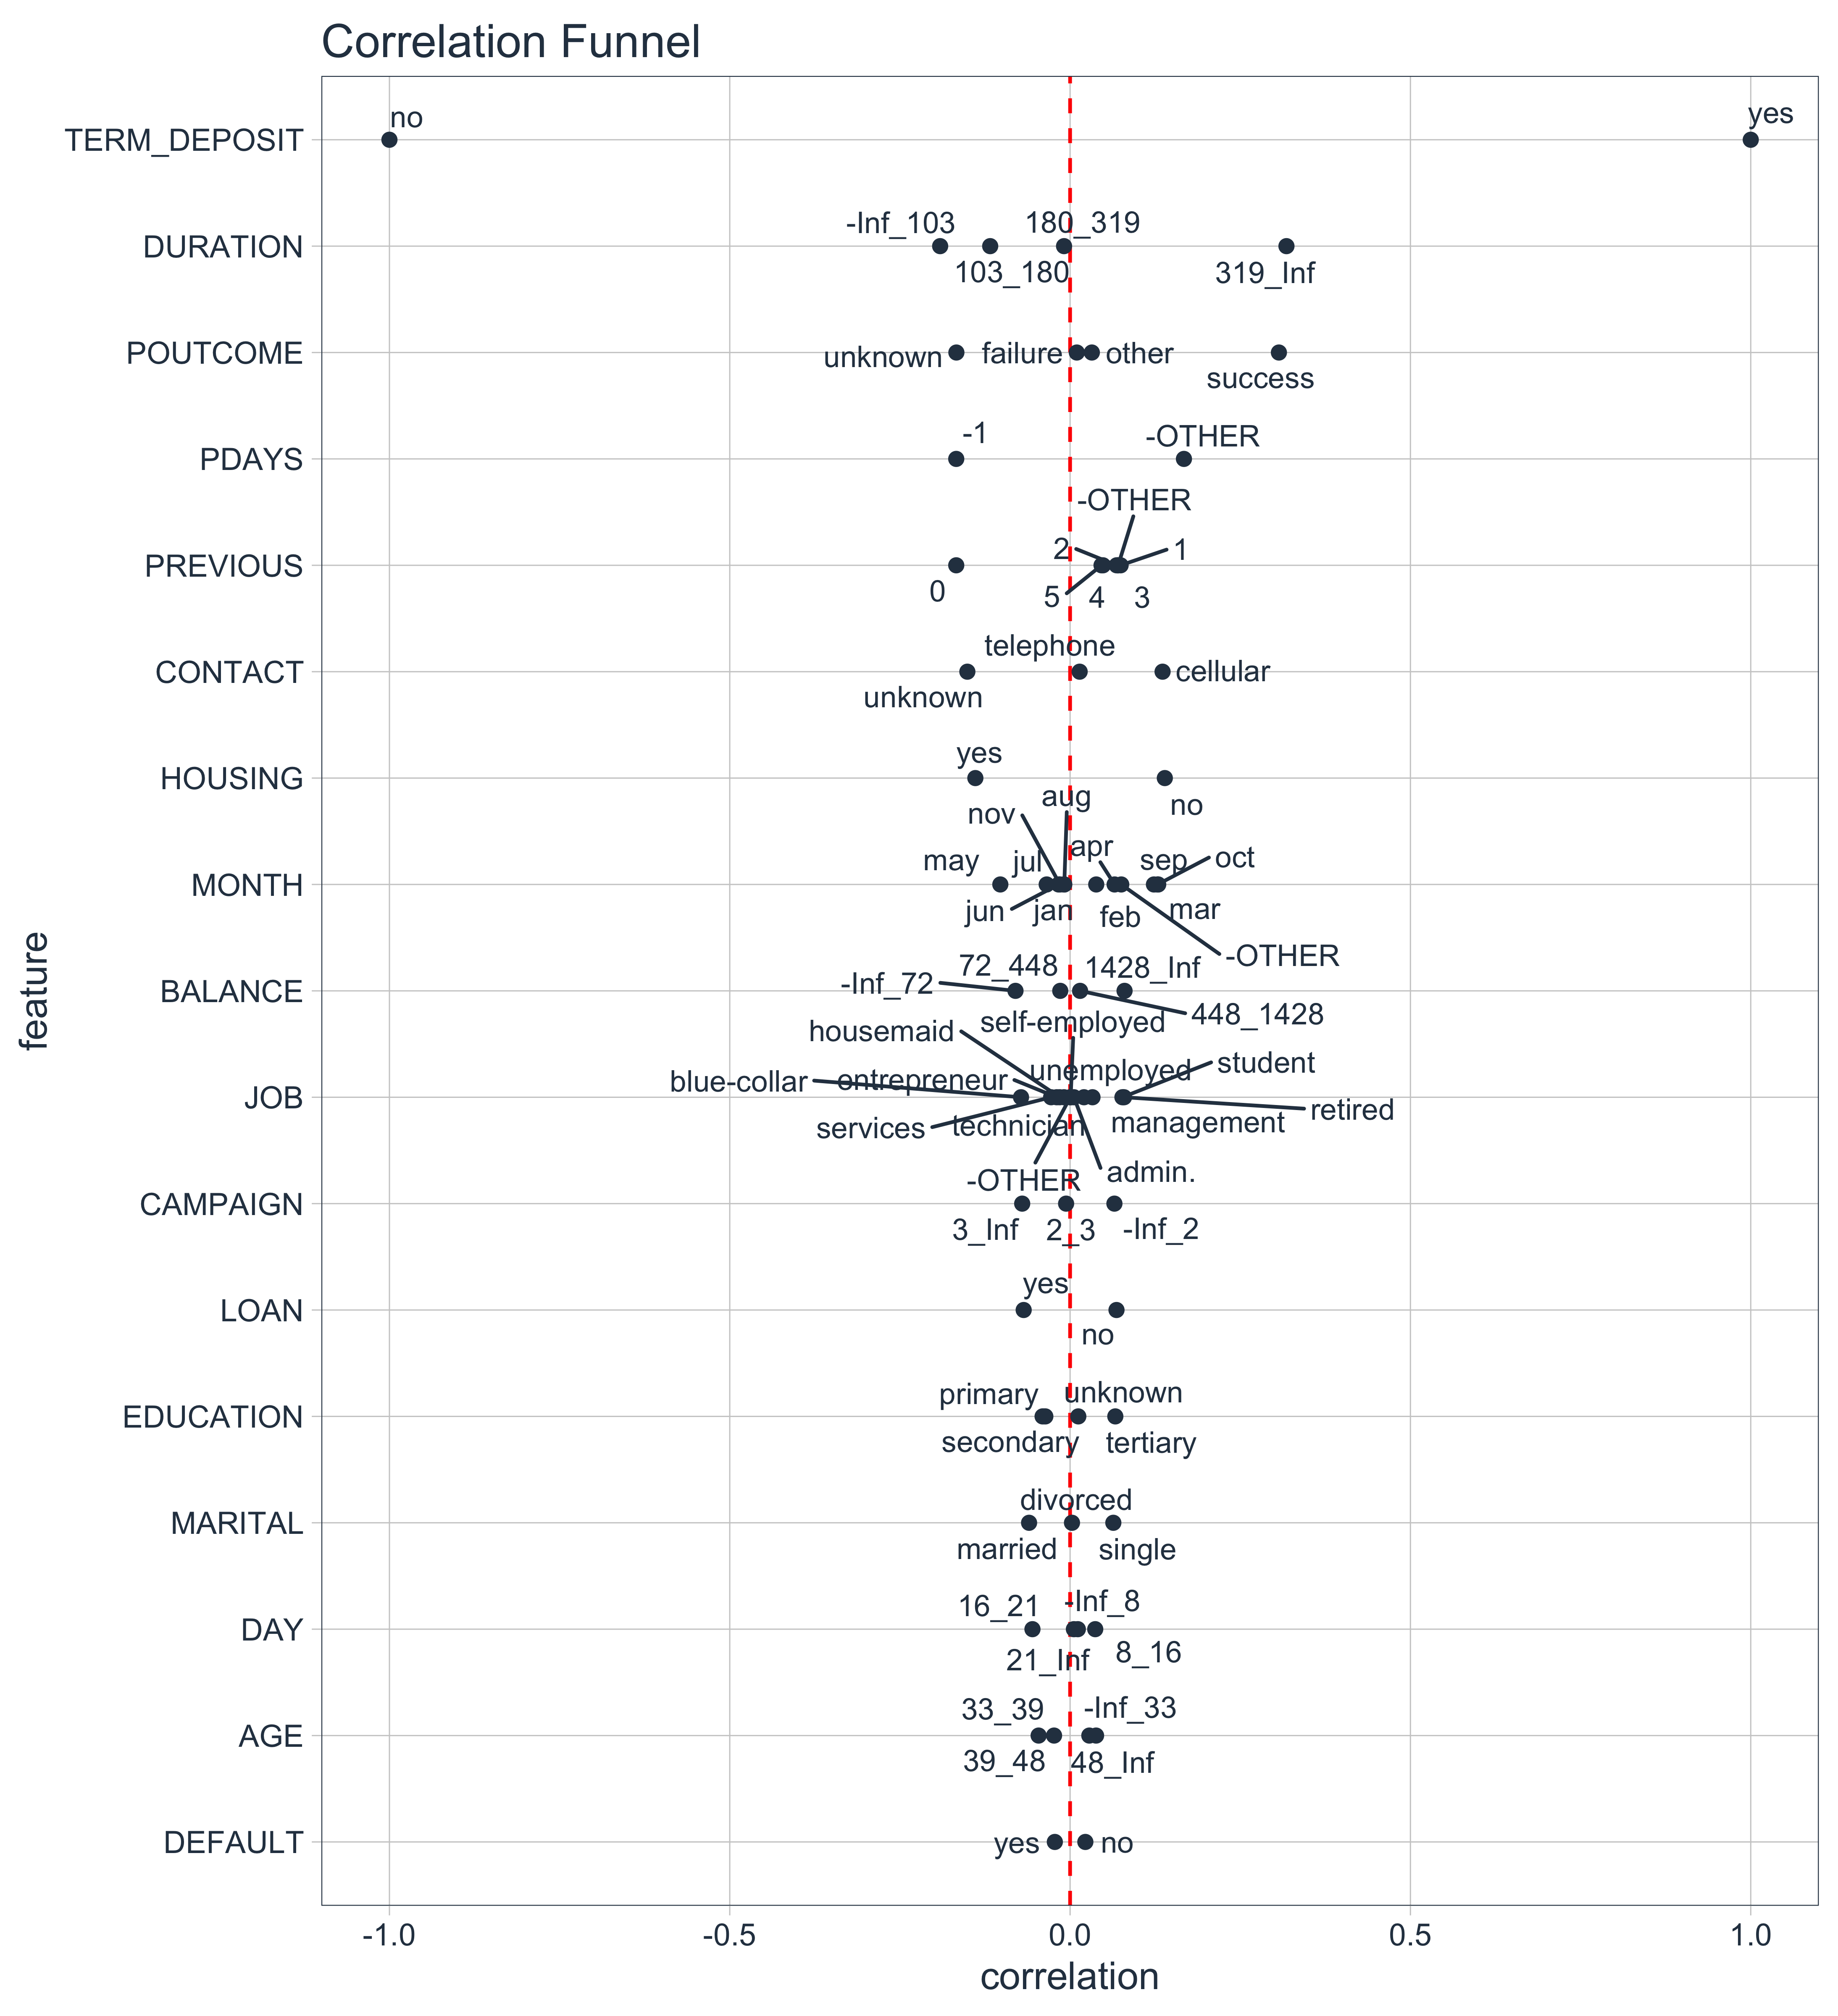 Correlation Funnel
no
yes
TERM_DEPOSIT
-Inf_103
180_319
DURATION
103_180
319_Inf
POUTCOME
unknown
failure
other
success
-1
-OTHER
PDAYS
-OTHER
2
1
PREVIOUS
0
5
4
3
telephone
CONTACT
cellular
unknown
yes
HOUSING
no
aug
nov
apr
may
jul
sep
oct
MONTH
jun
jan
feb
mar
-OTHER
72_448
1428_Inf
-Inf_72
BALANCE
448_1428
self-employed
housemaid
unemployed
student
blue-collar
entrepreneur
JOB
retired
services
technician
management
-OTHER
admin.
CAMPAIGN
3_Inf
2_3
-Inf_2
yes
LOAN
no
primary
unknown
EDUCATION
secondary
tertiary
divorced
MARITAL
married
single
16_21
-Inf_8
DAY
21_Inf
8_16
33_39
-Inf_33
AGE
39_48
48_Inf
DEFAULT
yes
no
feature
-1.0
-0.5
0.0
0.5
1.0
correlation